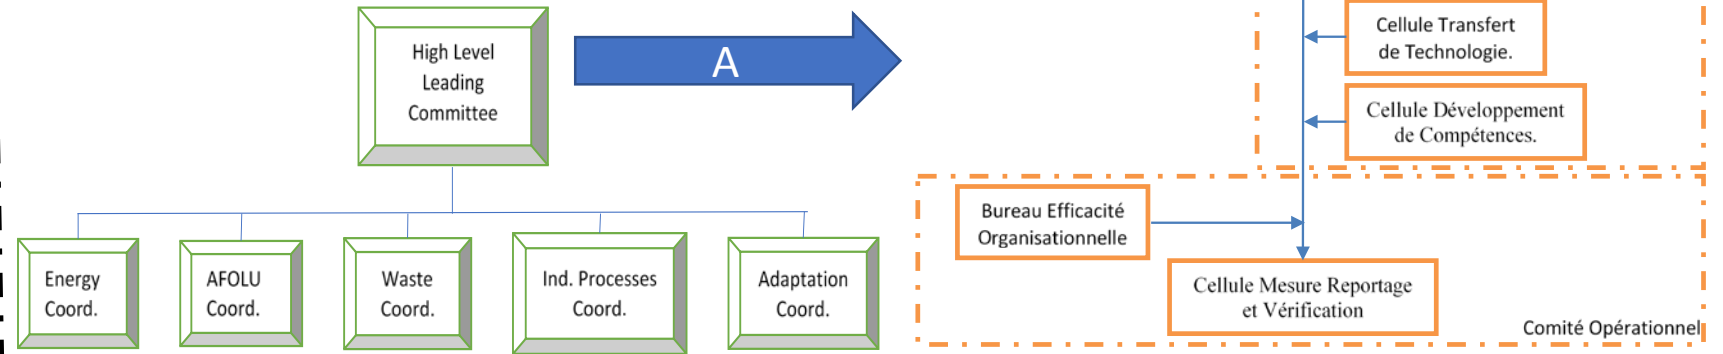 High Level
Leading
Committee
A
Energy
Coord.
AFOLU
Coord.
Waste
Coord.
Ind. Processes
Coord.
Adaptation
Coord.
Cellule Transfert
de Technologie.
Cellule Développement
de Compétences.
Bureau Efficacité
Organisationnelle
Cellule Mesure Reportage
et Vérification
Comité Opérationnel